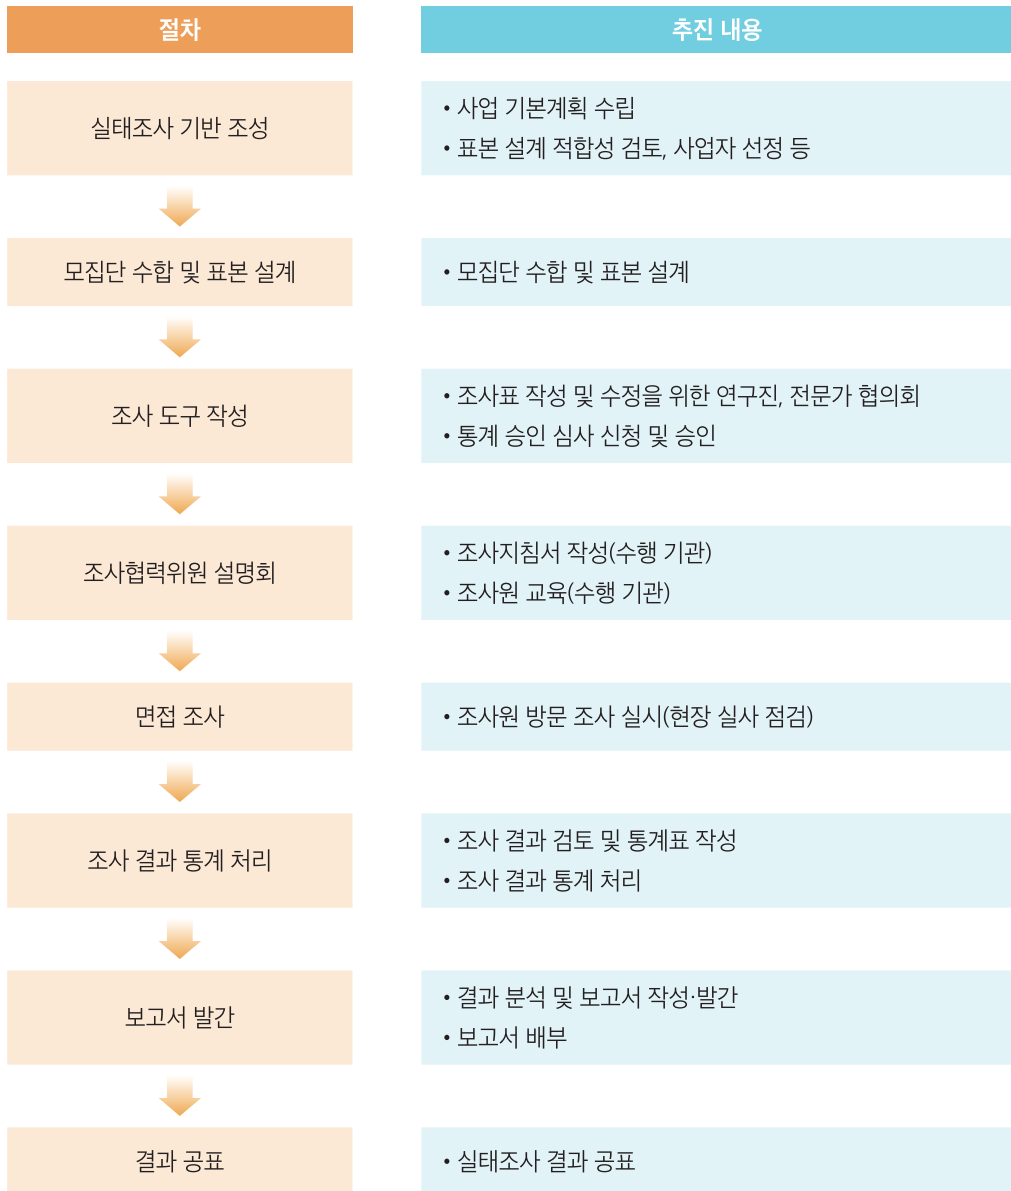 절차
추진 내용
실태조사 기반 조성
• 사업 기본계획 수립
• 표본 설계 적합성 검토, 사업자 선정 등
모집단 수합 및 표본 설계
• 모집단 수합 및 표본 설계
조사 도구 작성
• 조사표 작성 및 수정을 위한 연구진, 전문가 협의회
• 통계 승인 심사 신청 및 승인
조사협력위원 설명회
• 조사지침서 작성(수행 기관)
• 조사원 교육(수행 기관)
면접 조사
• 조사원 방문 조사 실시(현장 실사 점검)
조사 결과 통계 처리
• 조사 결과 검토 및 통계표 작성
• 조사 결과 통계 처리
보고서 발간
• 결과 분석 및 보고서 작성·발간
• 보고서 배부
결과 공표
• 실태조사 결과 공표